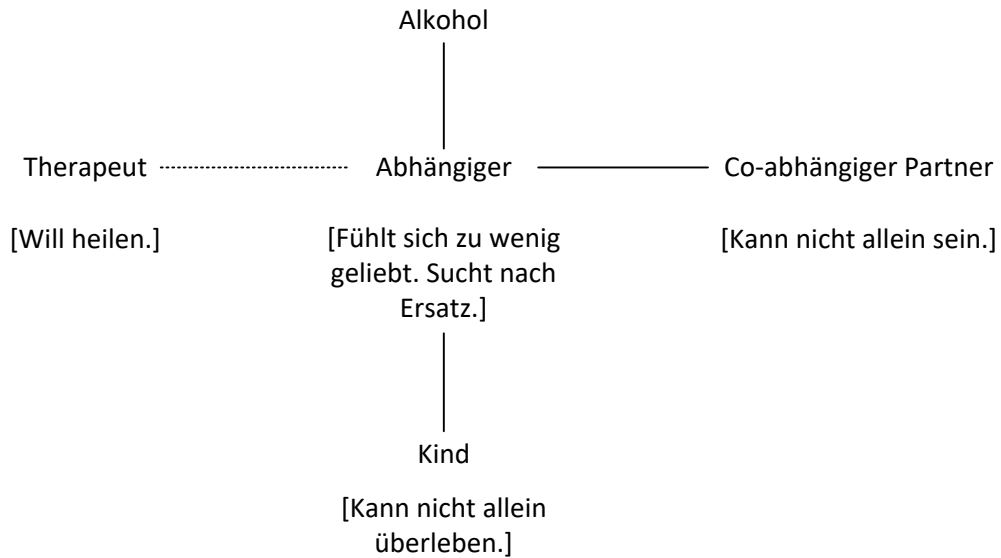 Alkohol
Therapeut
Abhängiger
Co-abhängiger Partner
[Will heilen.]
[Fühlt sich zu wenig
geliebt. Sucht nach
Ersatz.]
[Kann nicht allein sein.]
Kind
[Kann nicht allein
überleben.]